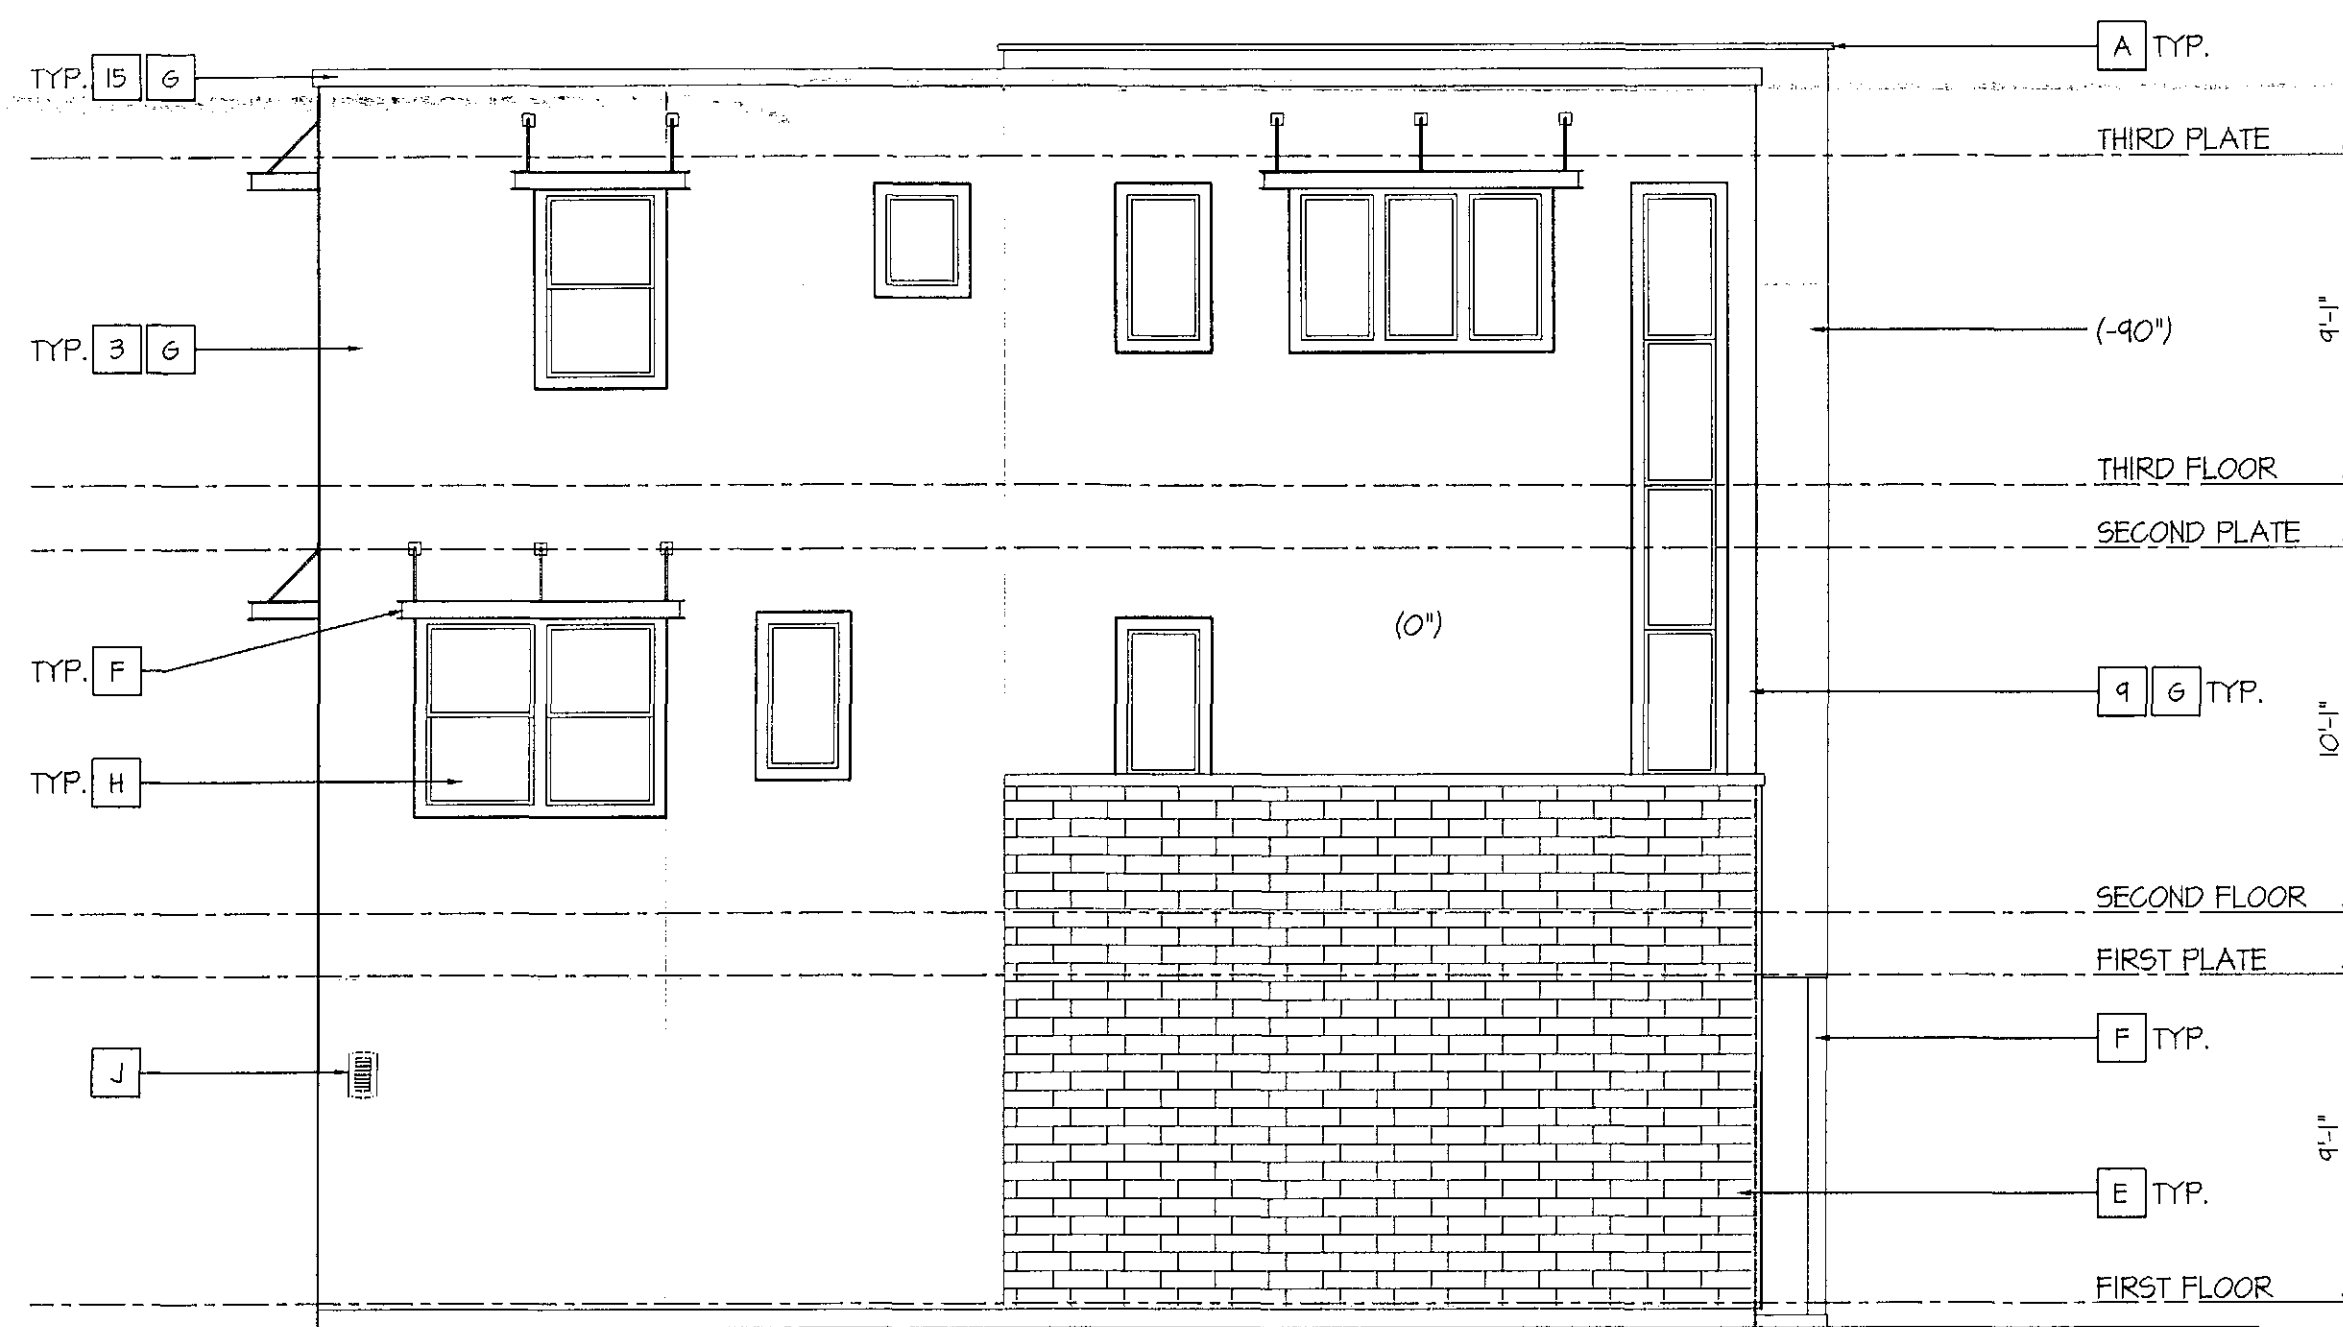 TYP. 15 G
A TYP.
THIRD PLATE
TYP. 3 G
(-90")
9'-1"
THIRD FLOOR
SECOND PLATE
(0")
TYP. F
9 G TYP.
10'-1"
TYP. H
SECOND FLOOR
FIRST PLATE
J
F TYP.
9'-1"
E TYP.
FIRST FLOOR